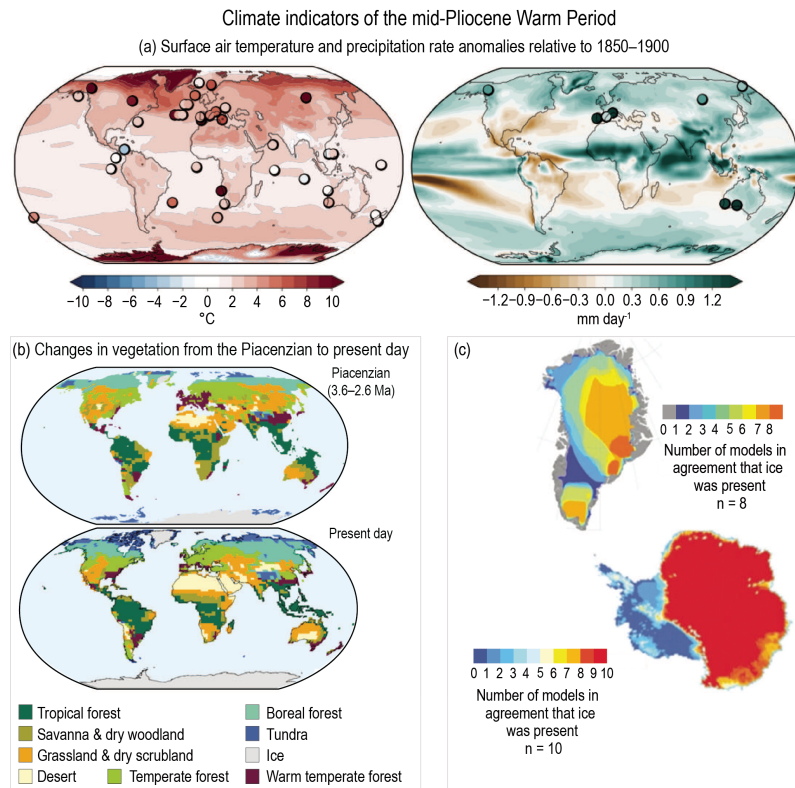 Climate indicators of the mid-Pliocene Warm Period
(a) Surface air temperature and precipitation rate anomalies relative to 1850–1900
−10 −8 −6 −4 −2 0 2 4 6 8 10
°C
−1.2 −0.9 −0.6 −0.3 0.0 0.3 0.6 0.9 1.2
mm day-1
(b) Changes in vegetation from the Piacenzian to present day
Piacenzian
(3.6–2.6 Ma)
Present day
Tropical forest
Boreal forest
Savanna & dry woodland
Tundra
Grassland & dry scrubland
Ice
Desert
Temperate forest
Warm temperate forest
(c)
0 1 2 3 4 5 6 7 8
Number of models in
agreement that ice
was present
n = 8
0 1 2 3 4 5 6 7 8 9 10
Number of models in
agreement that ice
was present
n = 10